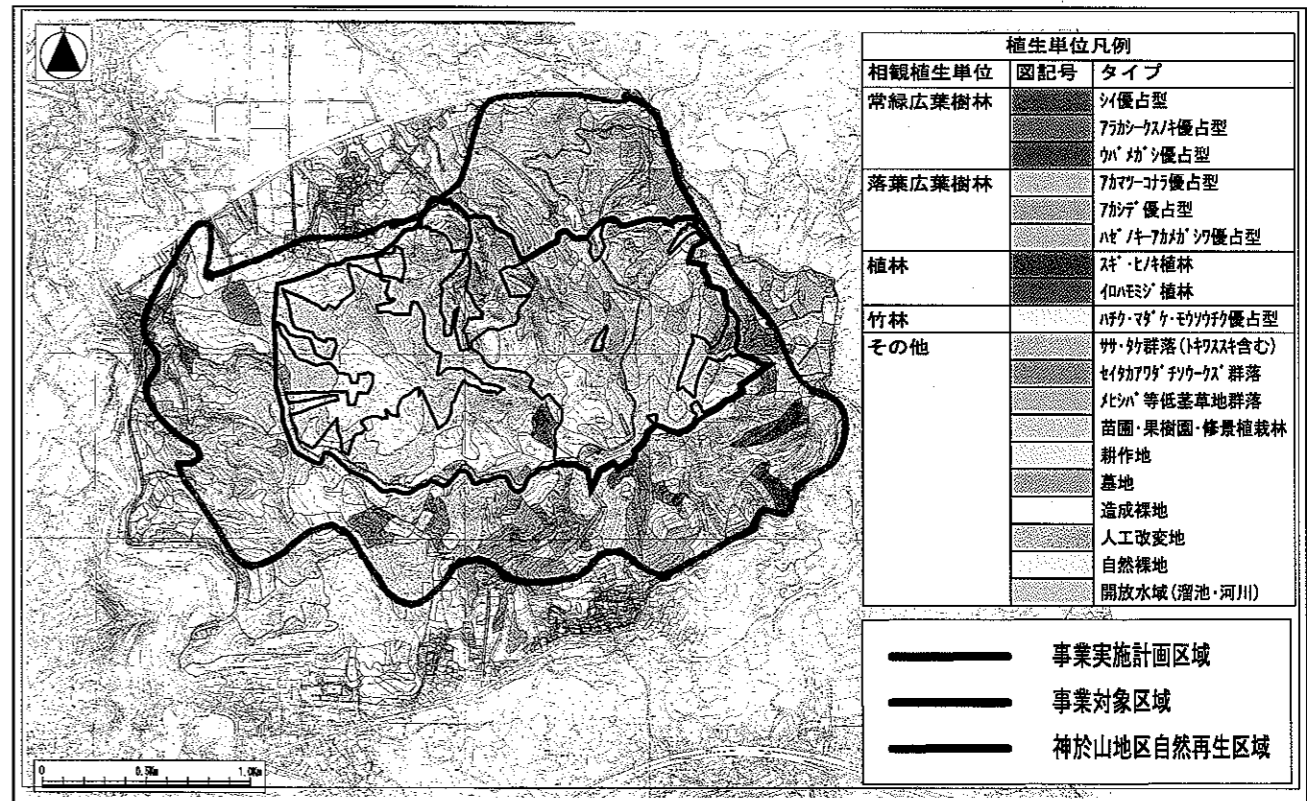 植生単位凡例
相観植生単位 図記号 タイプ
常緑広葉樹林 シイ優占型
アラカシークスノキ優占型
ウバメガシ優占型
落葉広葉樹林 アカマツーコナラ優占型
アカシデ優占型
ハゼノキーアカメガシワ優占型
植林 スギ・ヒノキ植林
イロハモミジ植林
竹林 ハチク・マダケ・モウソウチク優占型
その他 ササ・タケ群落(トキワススキ含む)
セイタカアワダチソウークズ群落
メヒシバ等低茎草地群落
苗圃・果樹園・修景植栽林
耕作地
墓地
造成裸地
人工改変地
自然裸地
開放水域(溜池・河川)
事業実施計画区域
事業対象区域
神於山地区自然再生区域
0 0.5Km 1.0Km